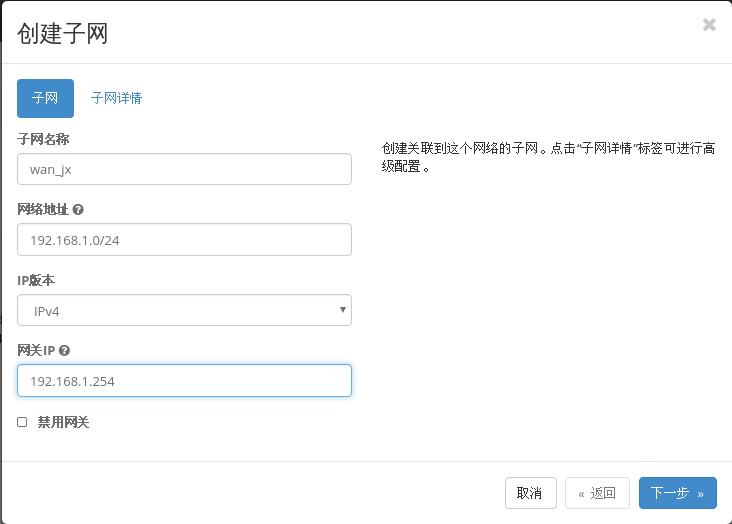 创建子网
×
子网 子网详情
子网名称
wan_jx
网络地址
192.168.1.0/24
IP版本
IPv4
网关IP
192.168.1.254
禁用网关
创建关联到这个网络的子网。点击“子网详情”标签可进行高
级配置。
取消 « 返回 下一步 »